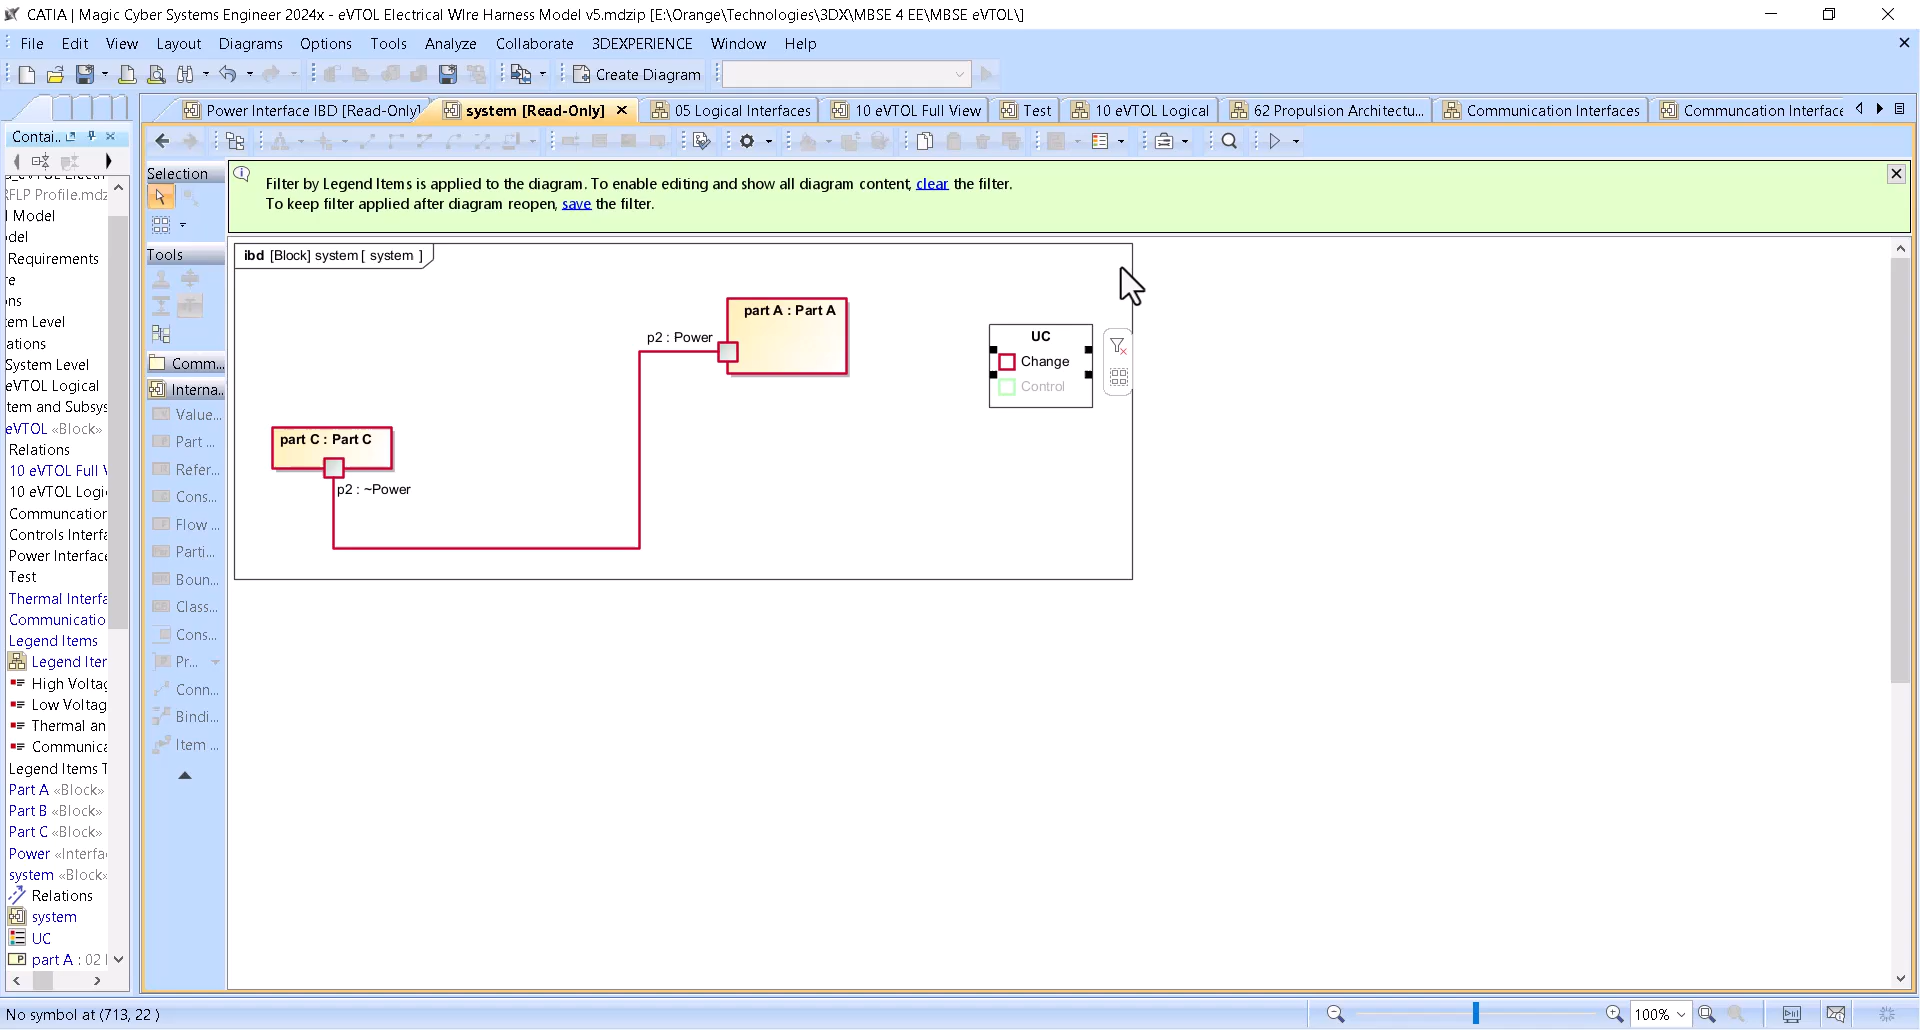 CATIA | Magic Cyber Systems Engineer 2024x - eVTOL Electrical WIre Harness Model v5.mdzip [E:\Orange\Technologies\3DX\MBSE 4 EE\MBSE eVTOL\]
File Edit View Layout Diagrams Options Tools Analyze Collaborate 3DEXPERIENCE Window Help
Create Diagram
Power Interface IBD [Read-Only] system [Read-Only] 05 Logical Interfaces 10 eVTOL Full View Test 10 eVTOL Logical 62 Propulsion Architectu... Communication Interfaces Communcation Interface
Contai..
RFLP Profile.mdz
Model
del
Requirements
re
ns
em Level
ations
System Level
eVTOL Logical
tem and Subsys
eVTOL «Block»
Relations
10 eVTOL Full V
10 eVTOL Logi
Communcation
Controls Interfa
Power Interface
Test
Thermal Interfa
Communicatio
Legend Items
Legend Iter
High Voltag
Low Voltag
Thermal an
Communica
Legend Items T
Part A «Block»
Part B «Block»
Part C «Block»
Power «Interfa
system «Block»
Relations
system
UC
part A : 02
Selection
Tools
Comm...
Interna..
Value...
Part ...
Refer...
Cons...
Flow ...
Parti...
Boun...
Class...
Cons...
Pr...
Conn...
Bindi...
Item ...
Filter by Legend Items is applied to the diagram. To enable editing and show all diagram content, clear the filter.
To keep filter applied after diagram reopen, save the filter.
ibd [Block] system [ system ]
part A : Part A
p2 : Power
part C : Part C
p2 : ~Power
UC
Change
Control
No symbol at (713, 22 )
100%